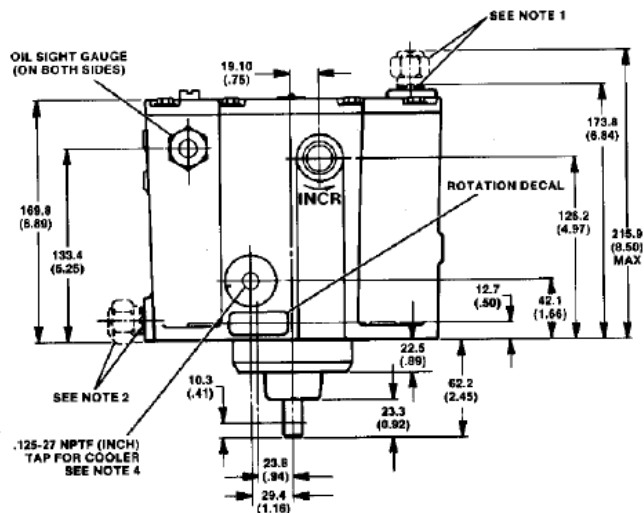 SEE NOTE 1
OIL SIGHT GAUGE
(ON BOTH SIDES)
19.10
(.75)
173.8
(6.84)
INCR
ROTATION DECAL
169.8
(6.69)
133.4
(5.25)
126.2
(4.97)
215.9
(8.50)
MAX
12.7
(.50)
42.1
(1.66)
22.5
(.89)
SEE NOTE 2
10.3
(.41)
62.2
(2.45)
23.3
(0.92)
.125-27 NPTF (INCH)
TAP FOR COOLER
SEE NOTE 4
23.8
(.94)
29.4
(1.16)